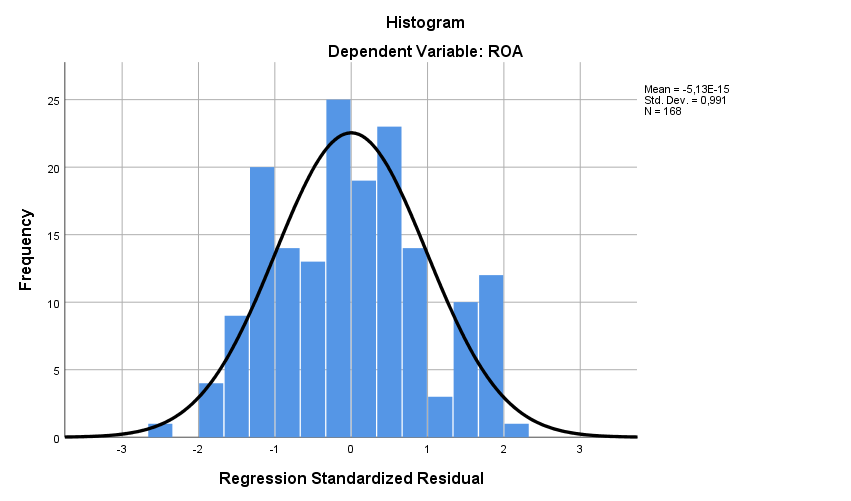 Histogram
Dependent Variable: ROA
Mean = -5,13E-15
Std. Dev. = 0,991
N = 168
Frequency
25
20
15
10
5
0
-3 -2 -1 0 1 2 3
Regression Standardized Residual